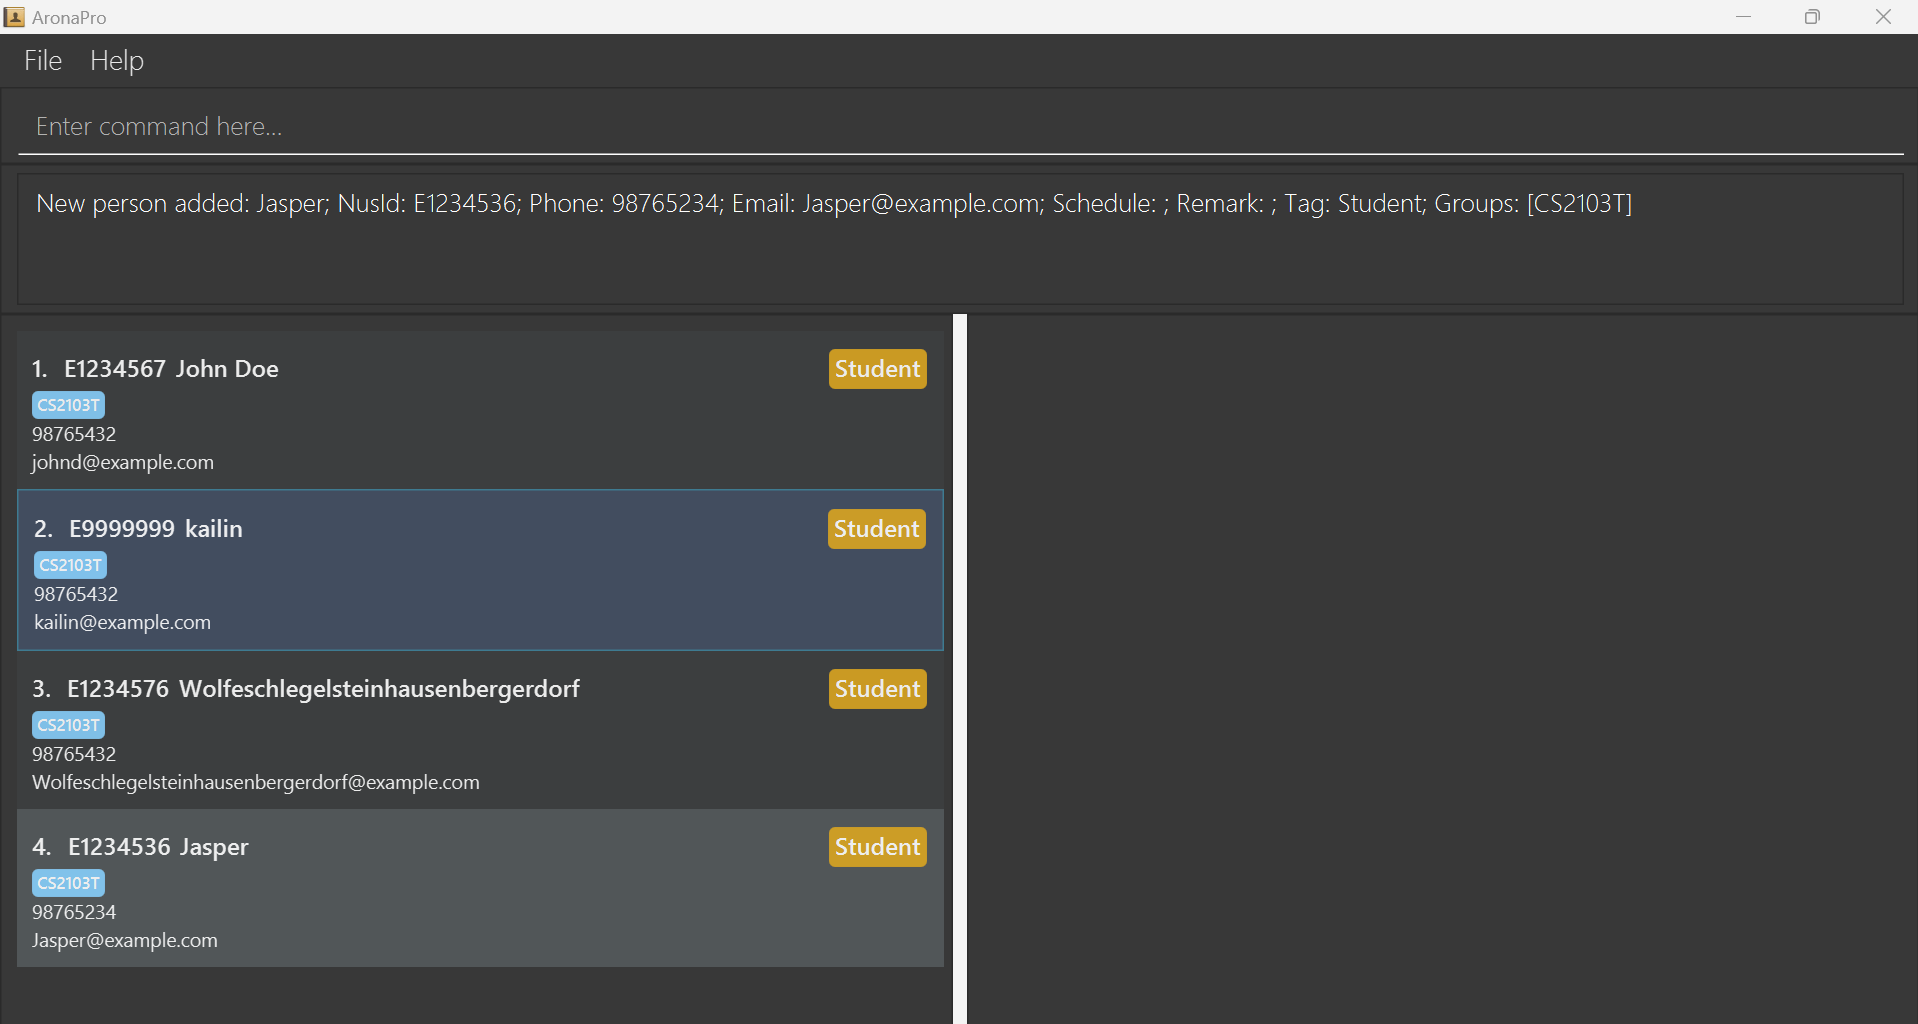 AronaPro
File Help
Enter command here...
New person added: Jasper; NusId: E1234536; Phone: 98765234; Email: Jasper@example.com; Schedule: ; Remark: ; Tag: Student; Groups: [CS2103T]
1. E1234567 John Doe Student
CS2103T
98765432
johnd@example.com
2. E9999999 kailin Student
CS2103T
98765432
kailin@example.com
3. E1234576 Wolfeschlegelsteinhausenbergerdorf Student
CS2103T
98765432
Wolfeschlegelsteinhausenbergerdorf@example.com
4. E1234536 Jasper Student
CS2103T
98765234
Jasper@example.com